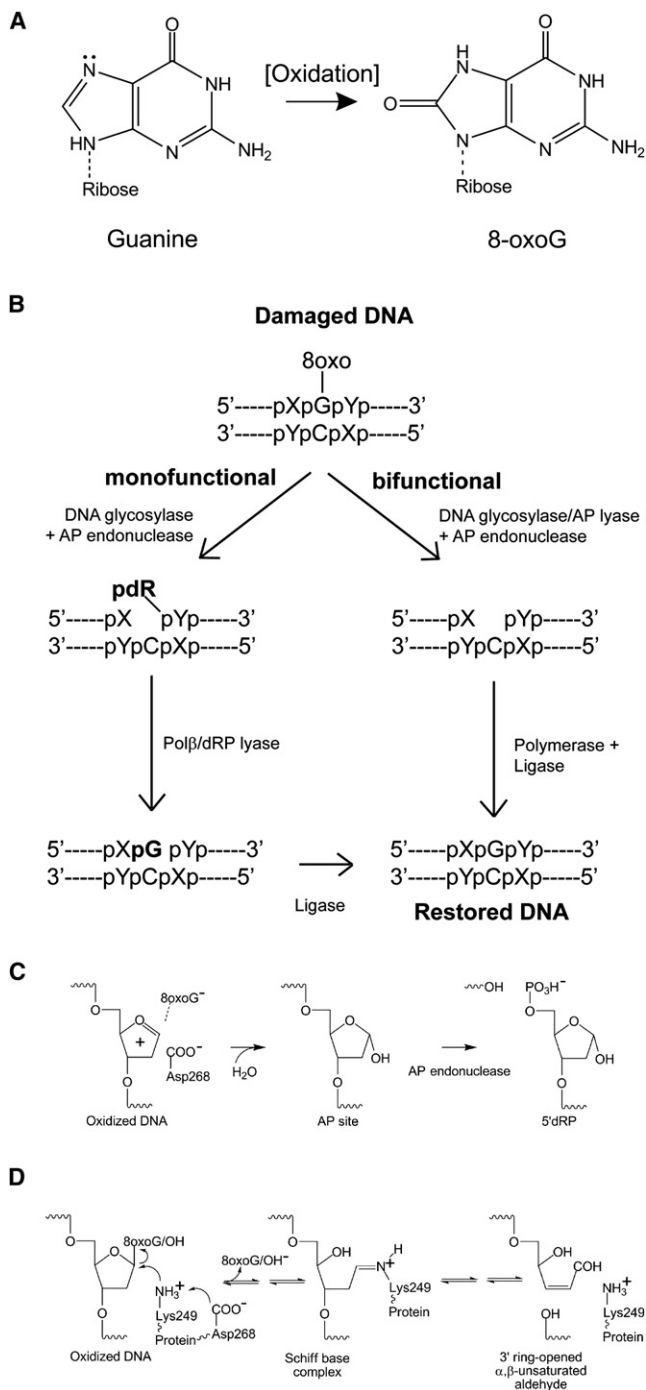 A
O
N
NH
HN
N
NH₂
Ribose
Guanine
[Oxidation]
O
H
N
NH
O
N
N
NH₂
Ribose
8-oxoG
B
Damaged DNA
8oxo
5’-----pXpGpYp-----3’
3’-----pYpCpXp-----5’
monofunctional
bifunctional
DNA glycosylase
+ AP endonuclease
DNA glycosylase/AP lyase
+ AP endonuclease
pdR
5’-----pX pYp-----3’
3’-----pYpCpXp-----5’
5’-----pX pYp-----3’
3’-----pYpCpXp-----5’
Polβ/dRP lyase
Polymerase +
Ligase
5’-----pXpG pYp-----3’
3’-----pYpCpXp-----5’
Ligase
5’-----pXpGpYp-----3’
3’-----pYpCpXp-----5’
Restored DNA
C
8oxoG⁻
O
O
+
COO⁻
Asp268
O
Oxidized DNA
H₂O
O
O
OH
O
AP site
AP endonuclease
OH
PO₃H⁻
O
O
OH
O
5'dRP
D
8oxoG/OH
O
O
NH₃⁺
Lys249
Protein
COO⁻
Asp268
O
Oxidized DNA
8oxoG/OH⁻
O
OH
H
N⁺
Lys249
Protein
O
Schiff base
complex
O
OH
COH
OH
NH₃⁺
Lys249
Protein
3' ring-opened
α,β-unsaturated
aldehyde